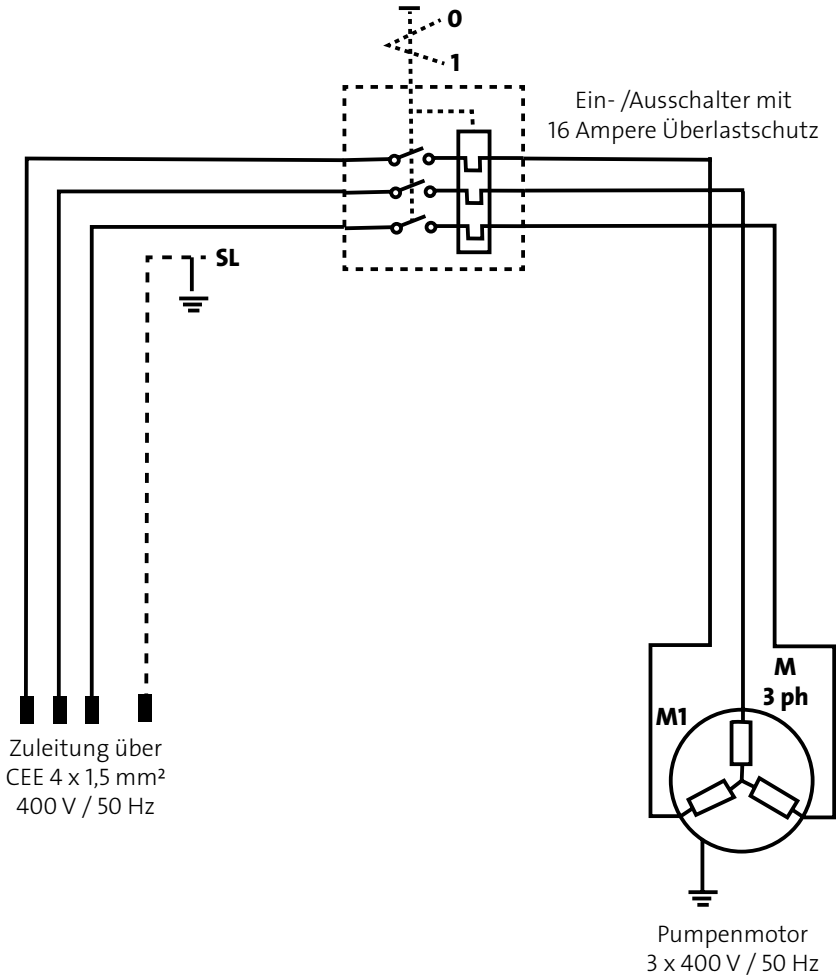 0
1
Ein- /Ausschalter mit
16 Ampere Überlastschutz
SL
M
3 ph
M1
Zuleitung über
CEE 4 x 1,5 mm²
400 V / 50 Hz
Pumpenmotor
3 x 400 V / 50 Hz